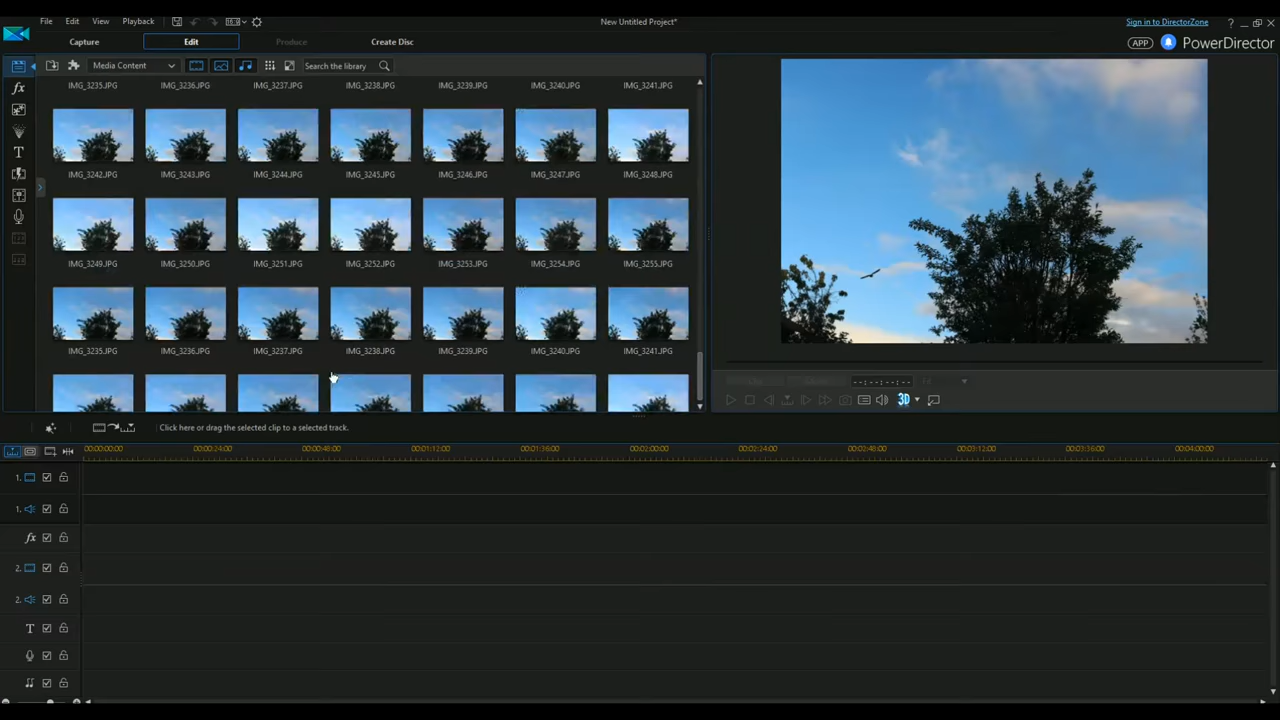 File Edit View Playback New Untitled Project* Sign in to DirectorZone ?
Capture Edit Produce Create Disc APP PowerDirector
Media Content Search the library
IMG_3235.JPG IMG_3236.JPG IMG_3237.JPG IMG_3238.JPG IMG_3239.JPG IMG_3240.JPG IMG_3241.JPG
IMG_3242.JPG IMG_3243.JPG IMG_3244.JPG IMG_3245.JPG IMG_3246.JPG IMG_3247.JPG IMG_3248.JPG
IMG_3249.JPG IMG_3250.JPG IMG_3251.JPG IMG_3252.JPG IMG_3253.JPG IMG_3254.JPG IMG_3255.JPG
IMG_3235.JPG IMG_3236.JPG IMG_3237.JPG IMG_3238.JPG IMG_3239.JPG IMG_3240.JPG IMG_3241.JPG
fx
T
--:--:--:--
3D
Click here or drag the selected clip to a selected track.
00:00:00:00 00:00:24:00 00:00:48:00 00:01:12:00 00:01:36:00 00:02:00:00 00:02:24:00 00:02:48:00 00:03:12:00 00:03:36:00 00:04:00:00
1.
1.
fx
2.
2.
T